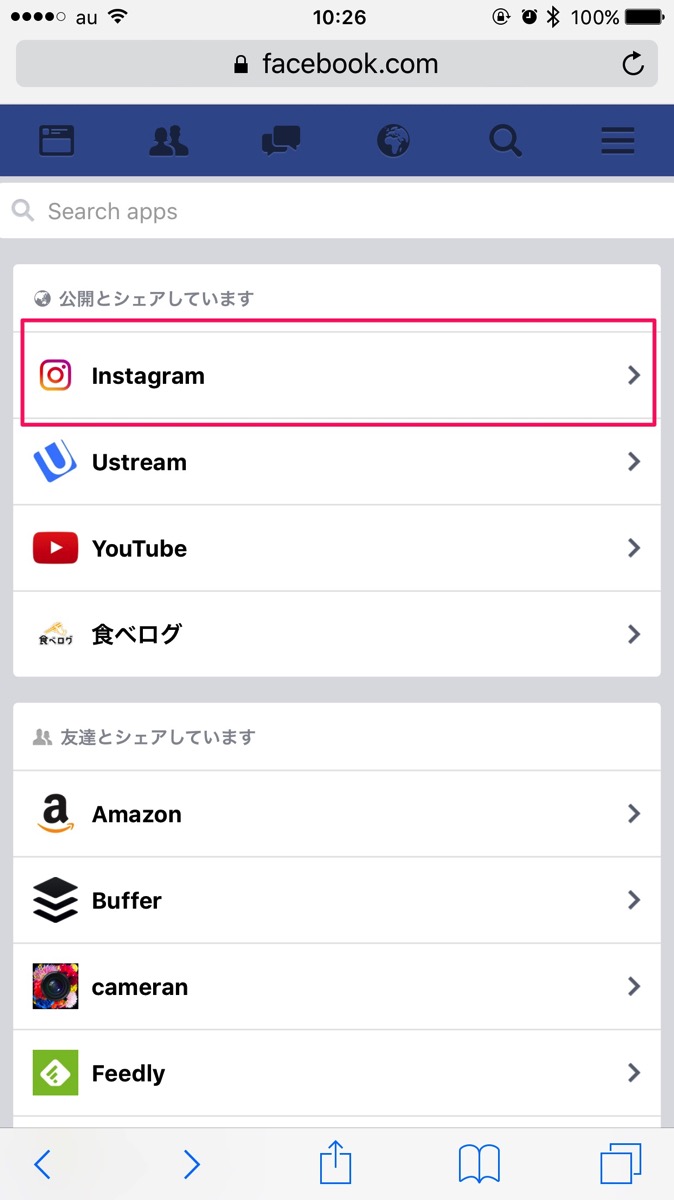 au 10:26 100%
facebook.com
Search apps
公開とシェアしています
Instagram
Ustream
YouTube
食べログ
食べログ
友達とシェアしています
Amazon
Buffer
cameran
Feedly